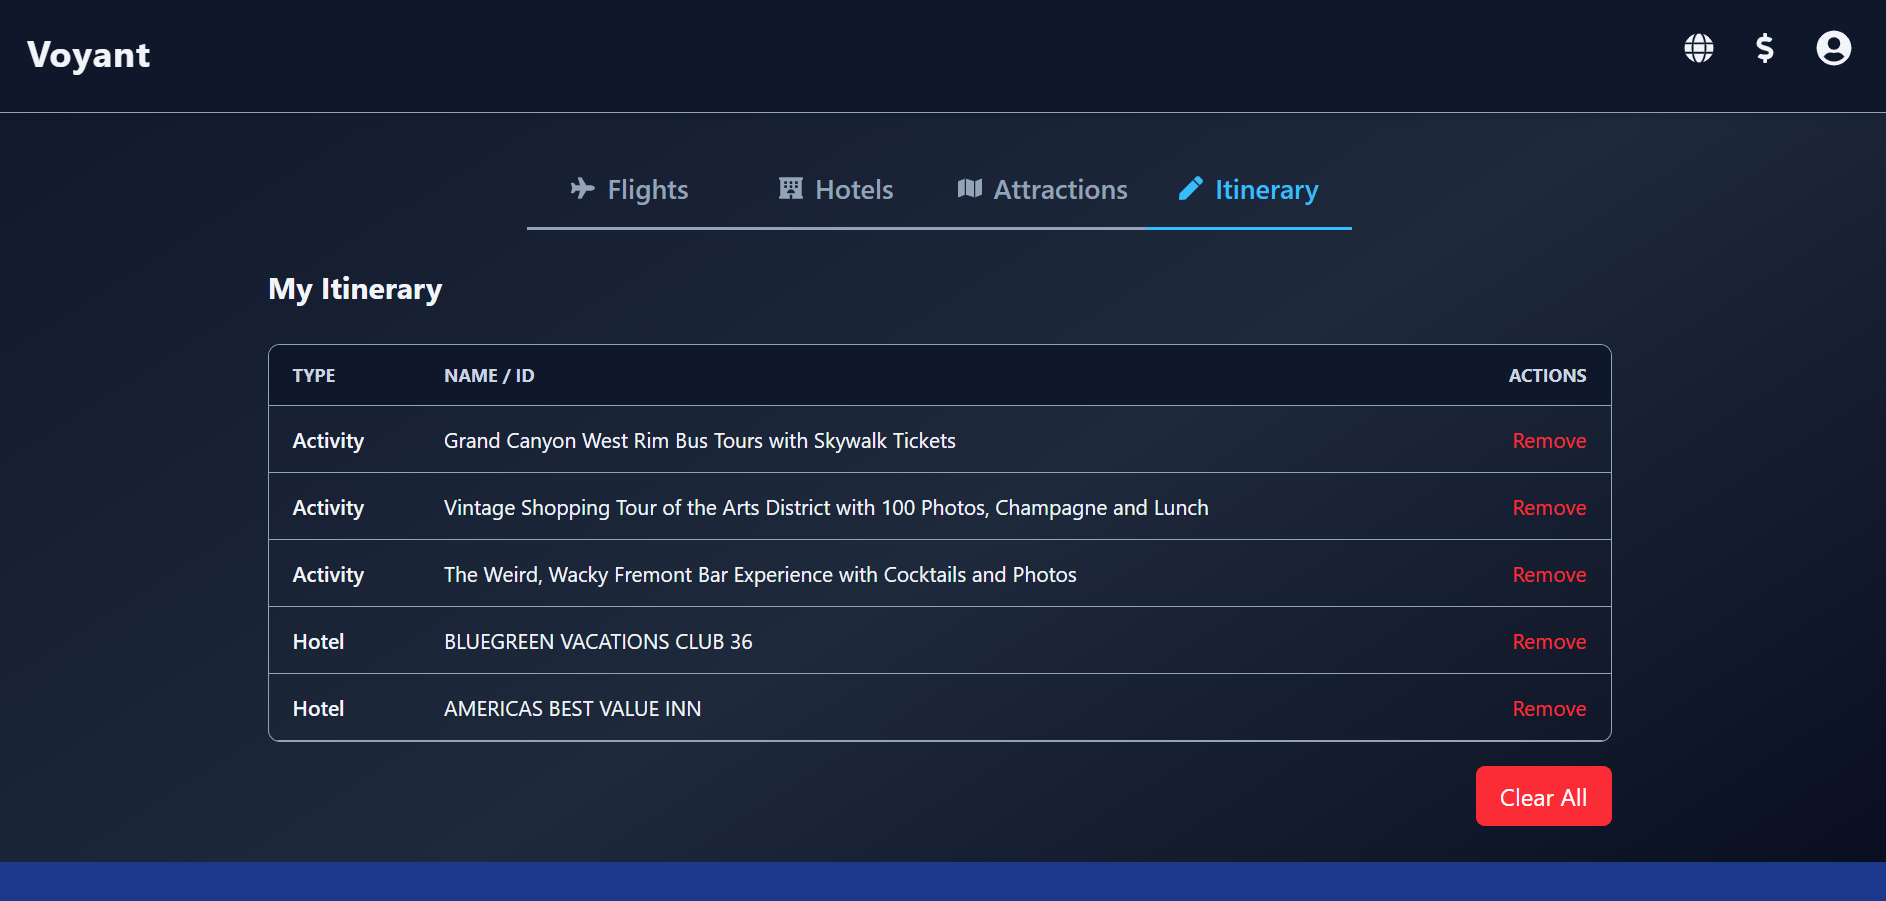 Voyant
Flights Hotels Attractions Itinerary
My Itinerary
TYPE NAME / ID ACTIONS
Activity Grand Canyon West Rim Bus Tours with Skywalk Tickets Remove
Activity Vintage Shopping Tour of the Arts District with 100 Photos, Champagne and Lunch Remove
Activity The Weird, Wacky Fremont Bar Experience with Cocktails and Photos Remove
Hotel BLUEGREEN VACATIONS CLUB 36 Remove
Hotel AMERICAS BEST VALUE INN Remove
Clear All